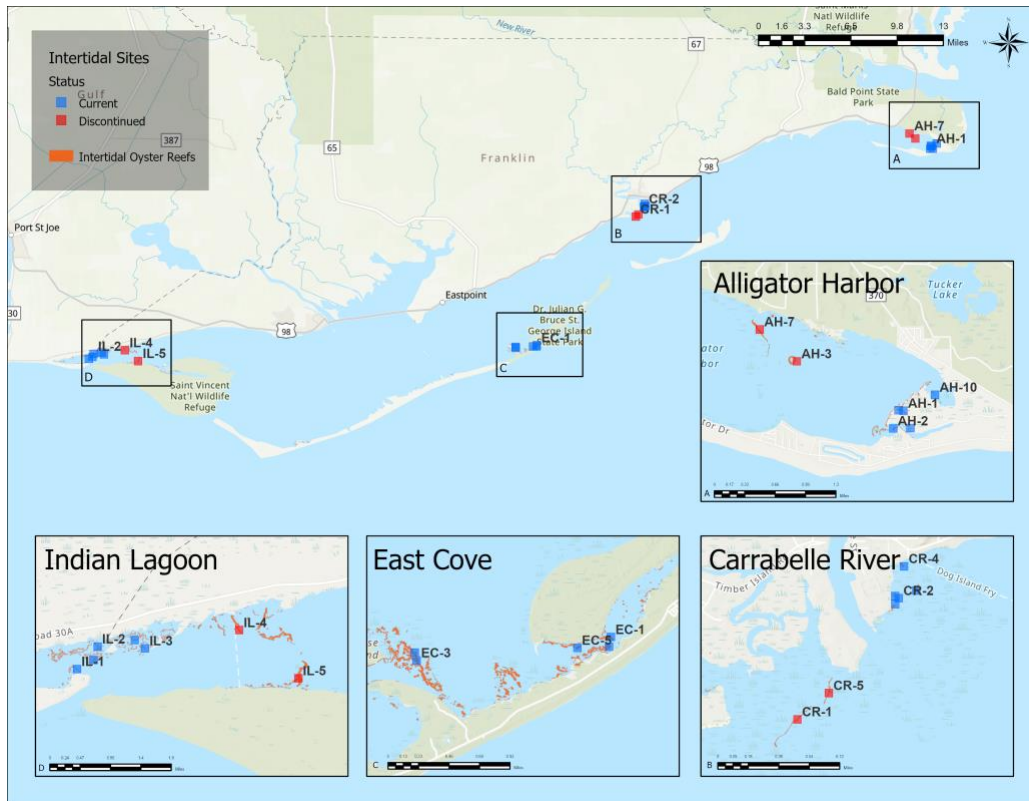 Saint Marks
Natl Wildlife
Refuge
0 1.6 3.3 6.5 9.8 13
Miles
New River
67
Intertidal Sites
Status
Gulf
Current
Discontinued
Intertidal Oyster Reefs
387
65
Franklin
98
Bald Point State
Park
AH-7
AH-1
A
CR-2
CR-1
B
Port St Joe
30
Eastpoint
98
Dr. Julian G.
Bruce St.
George Island
State Park
EC-1
C
IL-2
IL-4
IL-5
D
Saint Vincent
Nat'l Wildlife
Refuge
Alligator Harbor
370
Tucker
Lake
AH-7
AH-3
AH-10
AH-1
AH-2
tor Dr
ator
bor
A
Miles
Indian Lagoon
oad 30A
IL-2
IL-3
IL-1
IL-4
IL-5
D
Miles
East Cove
EC-1
EC-5
EC-3
C
Miles
Carrabelle River
CR-4
Timber Island
Dog Island Fry
CR-2
CR-5
CR-1
B
Miles